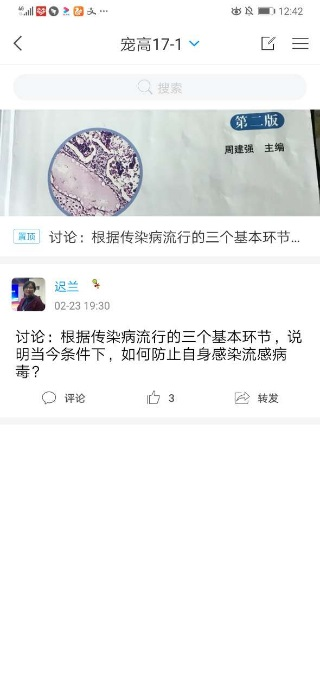 12:42
宠高17-1
搜索
第二版
周建强 主编
置顶 讨论：根据传染病流行的三个基本环节...
迟兰
02-23 19:30
讨论：根据传染病流行的三个基本环节，说
明当今条件下，如何防止自身感染流感病
毒？
评论 3 转发